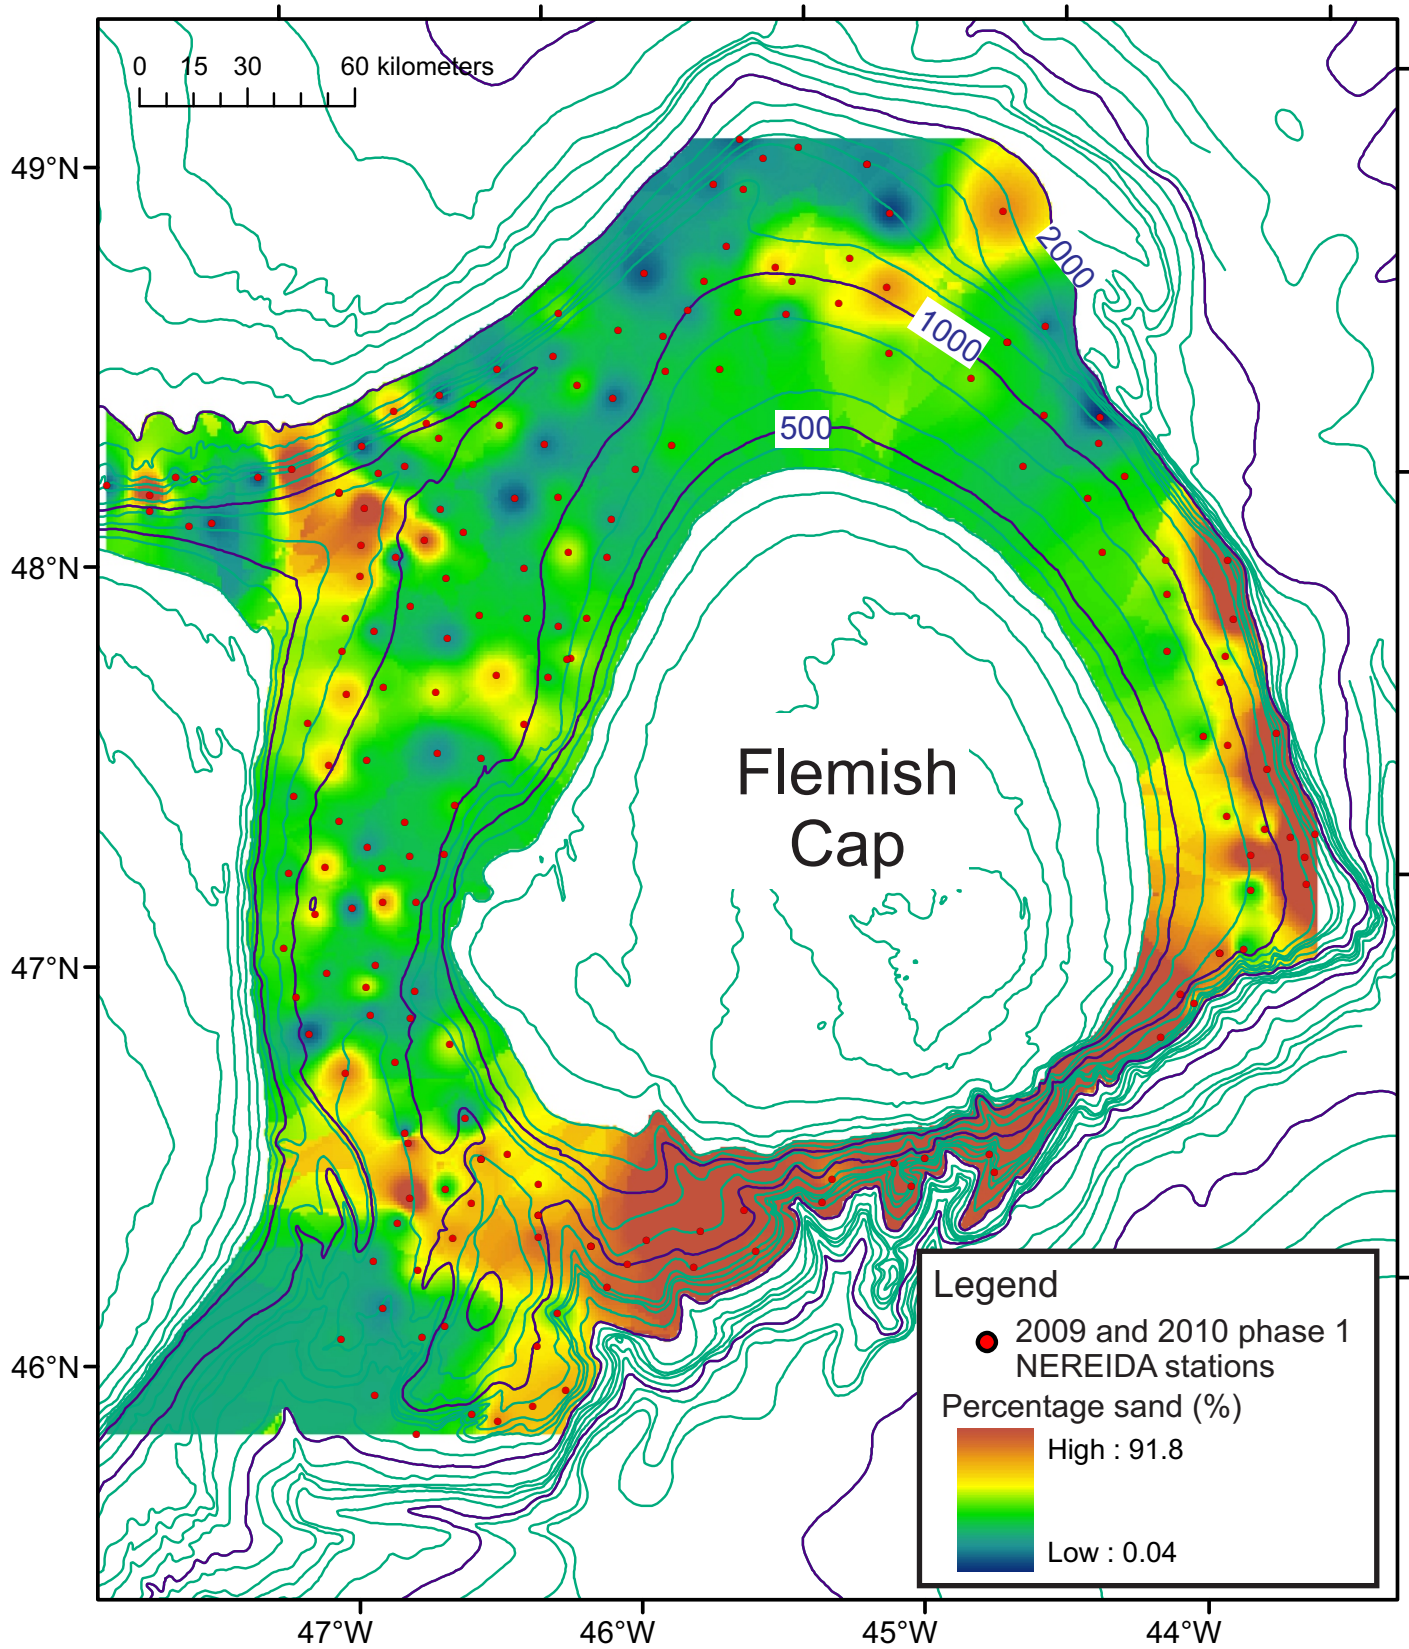 0 15 30 60 kilometers
49°N
2000
1000
500
48°N
Flemish
Cap
47°N
46°N
Legend
2009 and 2010 phase 1
NEREIDA stations
Percentage sand (%)
High : 91.8
Low : 0.04
47°W 46°W 45°W 44°W